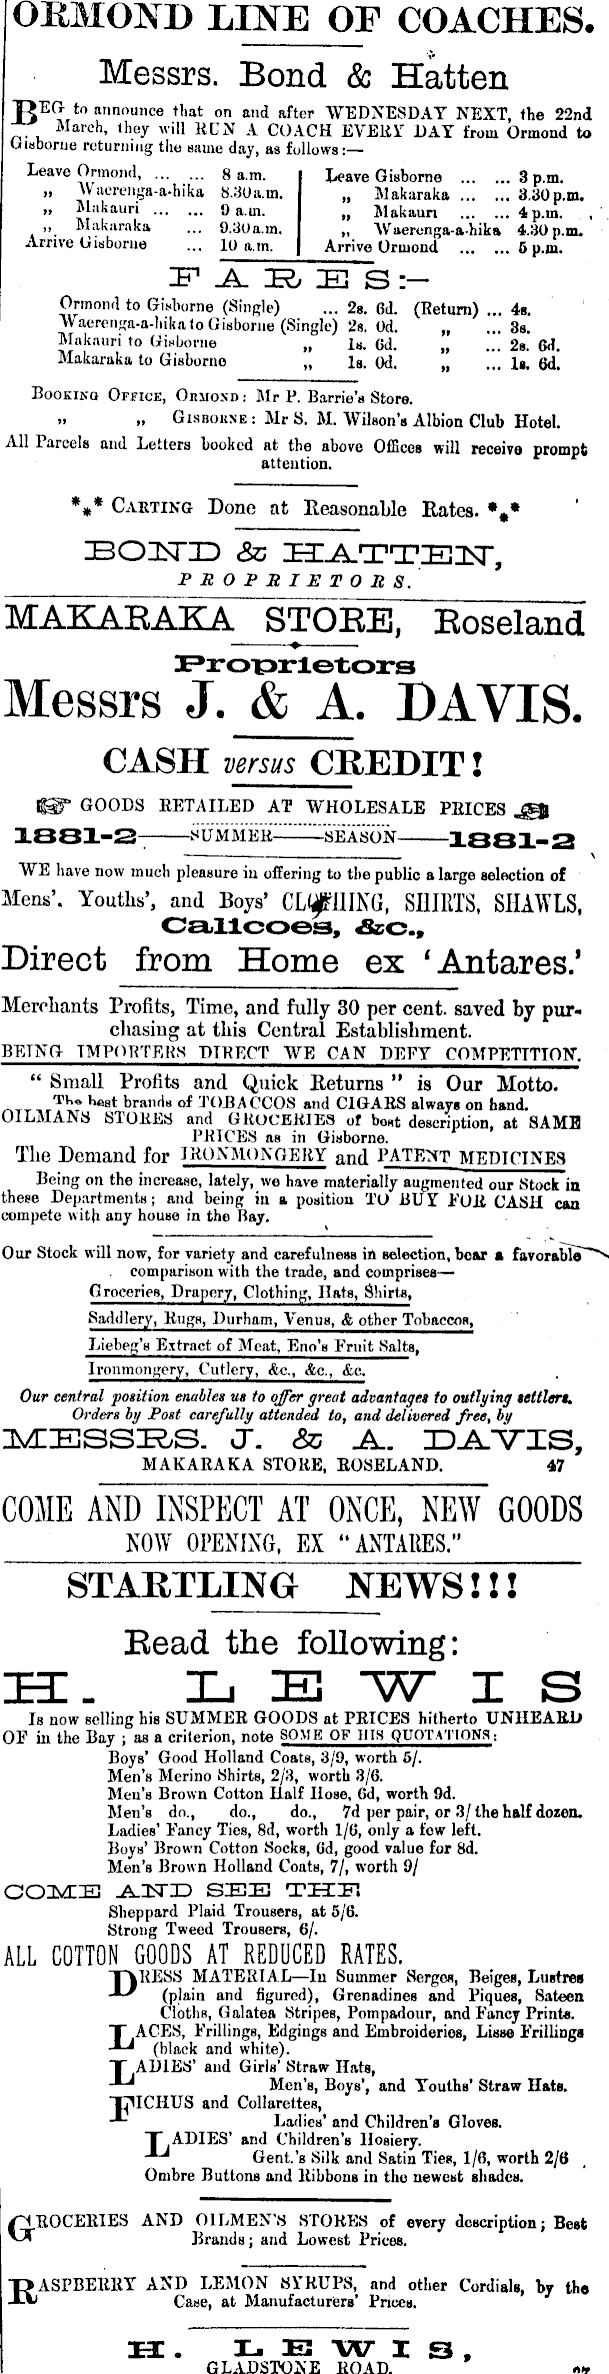 ORMOND LINE OF COACHES.
Messrs. Bond & Hatten
BEG to announce that on and after WEDNESDAY NEXT, the 22nd
March, they will RUN A COACH EVERY DAY from Ormond to
Gisborne returning the same day, as follows:—
Leave Ormond, ... ... 8 a.m.
„ Waerenga-a-hika 8.30 a.m.
„ Makauri ... ... 9 a.m.
„ Makaraka ... 9.30 a.m.
Arrive Gisborne ... 10 a.m.
Leave Gisborne ... ... 3 p.m.
„ Makaraka ... ... 3.30 p.m.
„ Makauri ... ... 4 p.m.
„ Waerenga-a-hika 4.30 p.m.
Arrive Ormond ... ... 5 p.m.
FARES:—
Ormond to Gisborne (Single) ... 2s. 6d. (Return) ... 4s.
Waerenga-a-hika to Gisborne (Single) 2s. 0d. „ ... 3s.
Makauri to Gisborne „ 1s. 6d. „ ... 2s. 6d.
Makaraka to Gisborne „ 1s. 0d. „ ... 1s. 6d.
BOOKING OFFICE, ORMOND: Mr P. Barrie's Store.
„ „ GISBORNE: Mr S. M. Wilson's Albion Club Hotel.
All Parcels and Letters booked at the above Offices will receive prompt
attention.
*** CARTING Done at Reasonable Rates. ***
BOND & HATTEN,
PROPRIETORS.
MAKARAKA STORE, Roseland
Proprietors
Messrs J. & A. DAVIS.
CASH versus CREDIT!
GOODS RETAILED AT WHOLESALE PRICES
1881-2——SUMMER——SEASON——1881-2
WE have now much pleasure in offering to the public a large selection of
Mens'. Youths', and Boys' CLOTHING, SHIRTS, SHAWLS,
Calicoes, &c.,
Direct from Home ex 'Antares.'
Merchants Profits, Time, and fully 30 per cent. saved by pur-
chasing at this Central Establishment.
BEING IMPORTERS DIRECT WE CAN DEFY COMPETITION.
"Small Profits and Quick Returns" is Our Motto.
The best brands of TOBACCOS and CIGARS always on hand.
OILMANS STORES and GROCERIES of best description, at SAME
PRICES as in Gisborne.
The Demand for IRONMONGERY and PATENT MEDICINES
Being on the increase, lately, we have materially augmented our Stock in
these Departments; and being in a position TO BUY FOR CASH can
compete with any house in the Bay.
Our Stock will now, for variety and carefulness in selection, bear a favorable
comparison with the trade, and comprises—
Groceries, Drapery, Clothing, Hats, Shirts,
Saddlery, Rugs, Durham, Venus, & other Tobaccos,
Liebeg's Extract of Meat, Eno's Fruit Salts,
Ironmongery, Cutlery, &c., &c., &c.
Our central position enables us to offer great advantages to outlying settlers.
Orders by Post carefully attended to, and delivered free, by
MESSRS. J. & A. DAVIS,
MAKARAKA STORE, ROSELAND. 47
COME AND INSPECT AT ONCE, NEW GOODS
NOW OPENING, EX "ANTARES."
STARTLING NEWS!!!
Read the following:
H. LEWIS
Is now selling his SUMMER GOODS at PRICES hitherto UNHEARD
OF in the Bay; as a criterion, note SOME OF HIS QUOTATIONS:
Boys' Good Holland Coats, 3/9, worth 5/.
Men's Merino Shirts, 2/3, worth 3/6.
Men's Brown Cotton Half Hose, 6d, worth 9d.
Men's do., do., do., 7d per pair, or 3/ the half dozen.
Ladies' Fancy Ties, 8d, worth 1/6, only a few left.
Boys' Brown Cotton Socks, 6d, good value for 8d.
Men's Brown Holland Coats, 7/, worth 9/
COME AND SEE THE
Sheppard Plaid Trousers, at 5/6.
Strong Tweed Trousers, 6/.
ALL COTTON GOODS AT REDUCED RATES.
DRESS MATERIAL—In Summer Serges, Beiges, Lustres
(plain and figured), Grenadines and Piques, Sateen
Cloths, Galatea Stripes, Pompadour, and Fancy Prints.
LACES, Frillings, Edgings and Embroideries, Lisse Frillings
(black and white).
LADIES' and Girls' Straw Hats,
Men's, Boys', and Youths' Straw Hats.
FICHUS and Collarettes,
Ladies' and Children's Gloves.
LADIES' and Children's Hosiery.
Gent.'s Silk and Satin Ties, 1/6, worth 2/6
Ombre Buttons and Ribbons in the newest shades.
GROCERIES AND OILMEN'S STORES of every description; Best
Brands; and Lowest Prices.
RASPBERRY AND LEMON SYRUPS, and other Cordials, by the
Case, at Manufacturers' Prices.
H. LEWIS,
GLADSTONE ROAD.